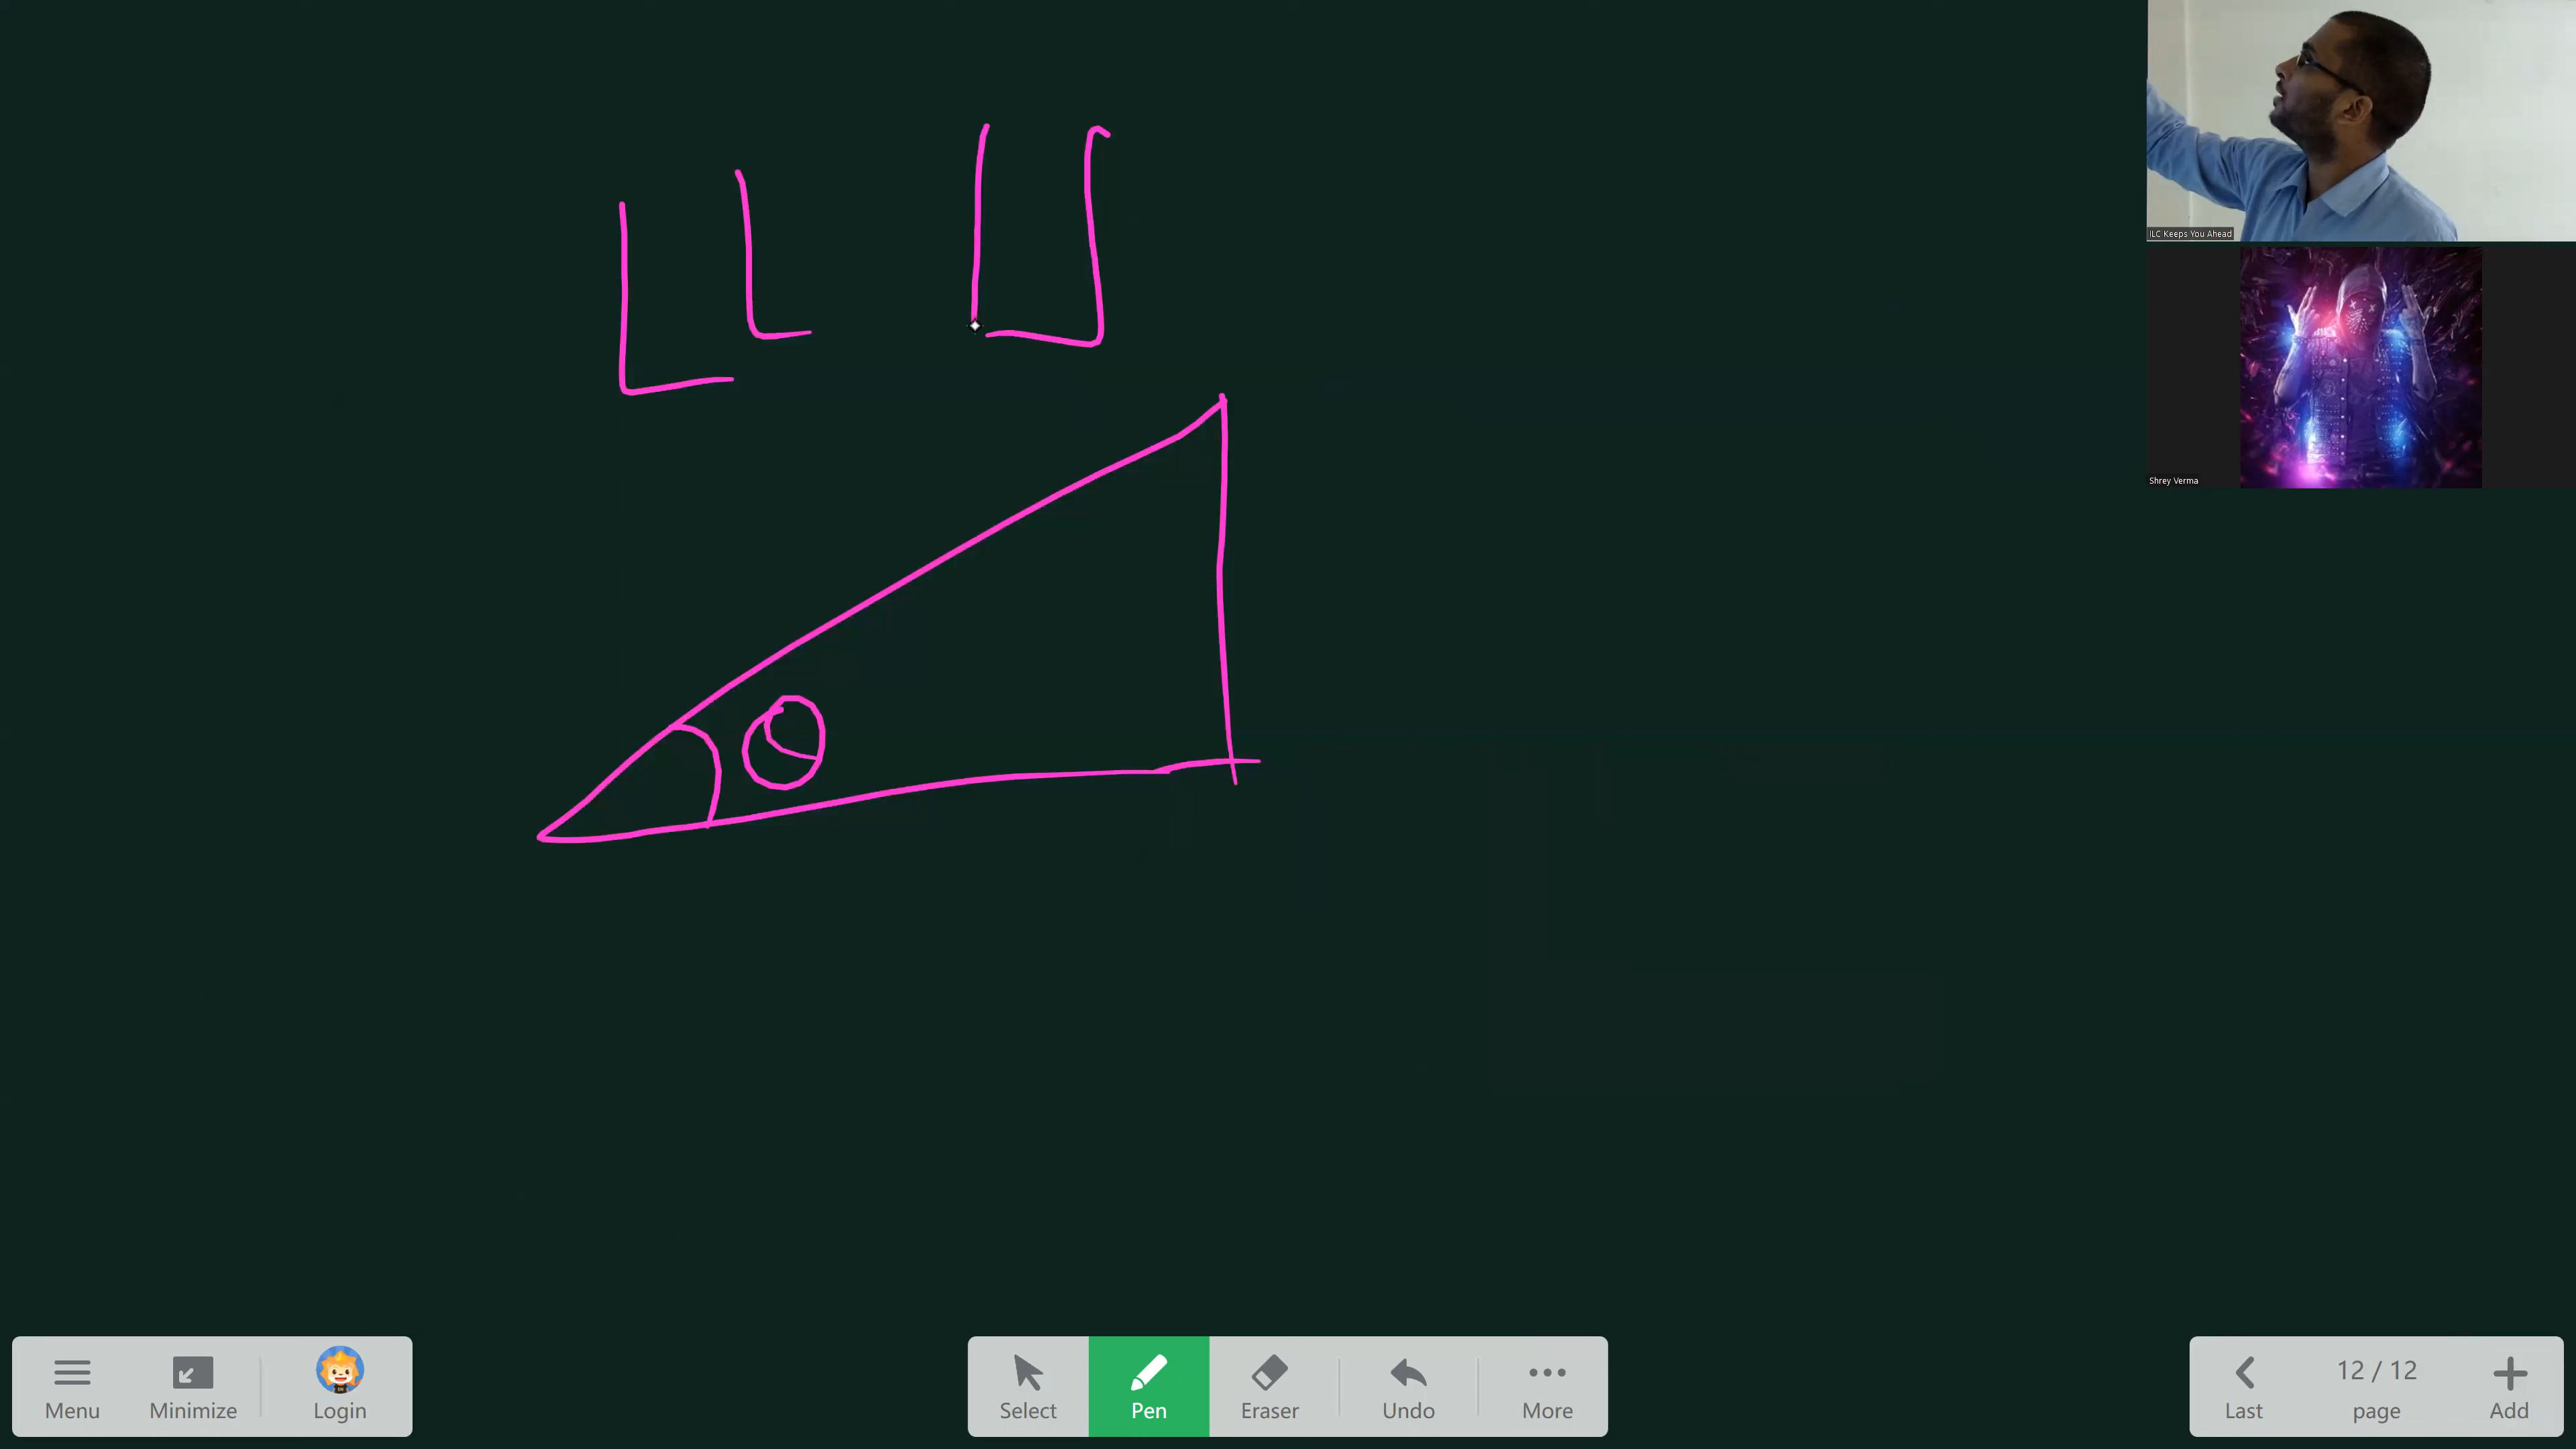 ILC Keeps You Ahead
Shrey Verma
θ
Menu
Minimize
Login
Select
Pen
Eraser
Undo
More
Last
12 / 12
page
Add